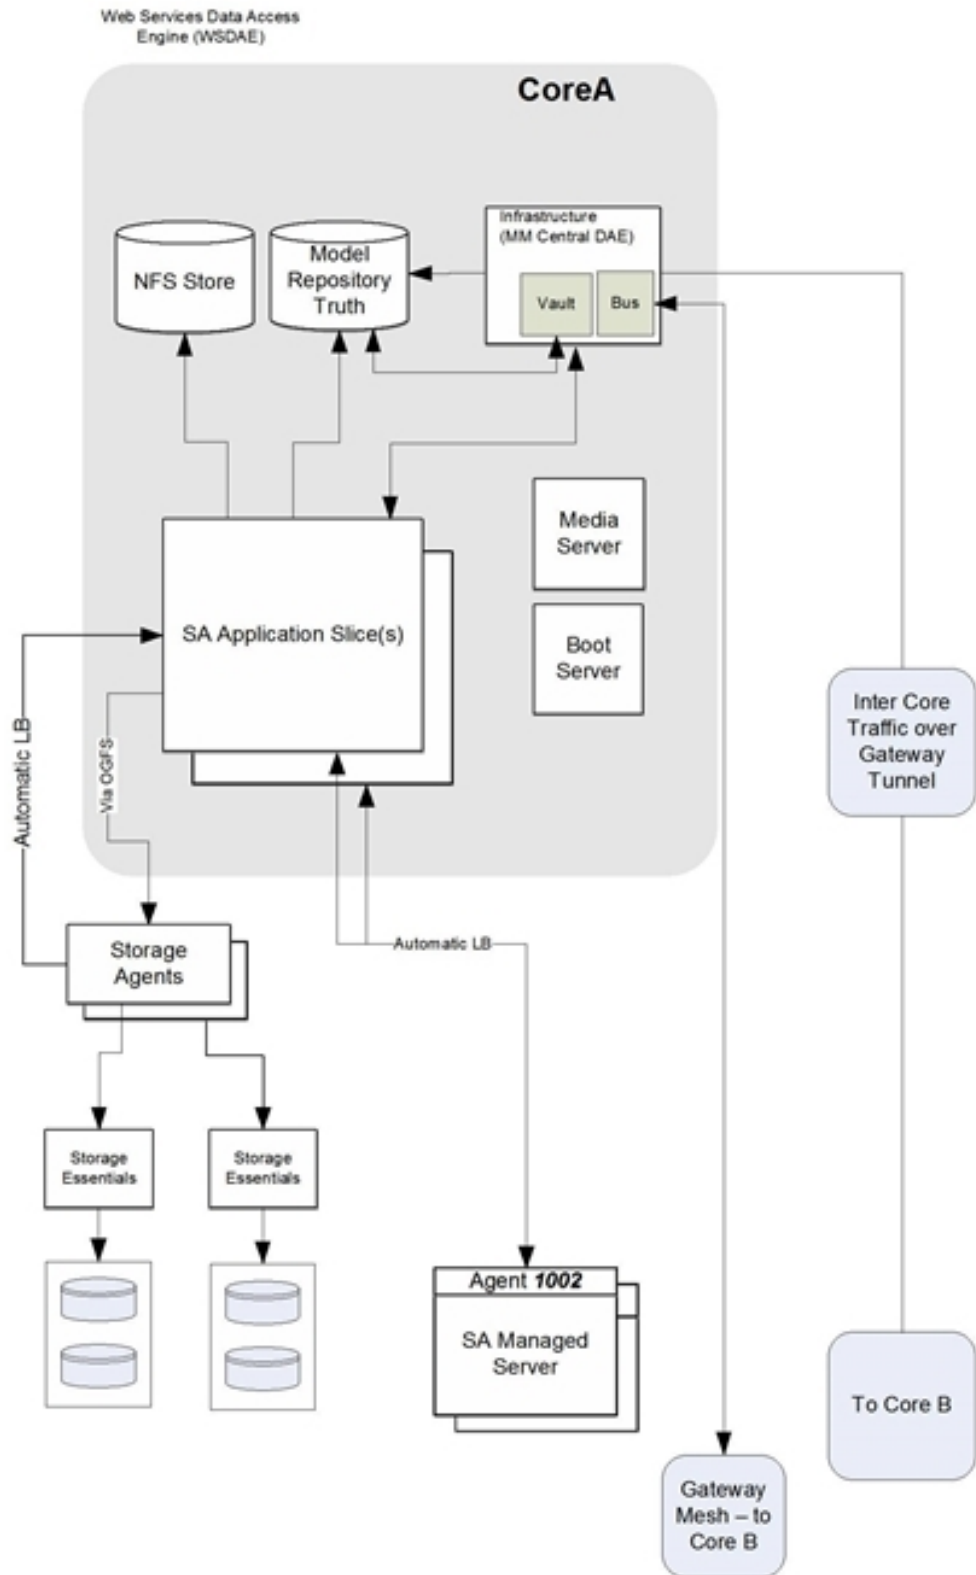 Web Services Data Access
Engine (WSDAE)
CoreA
Infrastructure
(MM Central DAE)
NFS Store
Model
Repository
Truth
Vault
Bus
Media
Server
SA Application Slice(s)
Boot
Server
Automatic LB
Via OGFS
Inter Core
Traffic over
Gateway
Tunnel
Storage
Agents
Automatic LB
Storage
Essentials
Storage
Essentials
Agent 1002
SA Managed
Server
To Core B
Gateway
Mesh – to
Core B